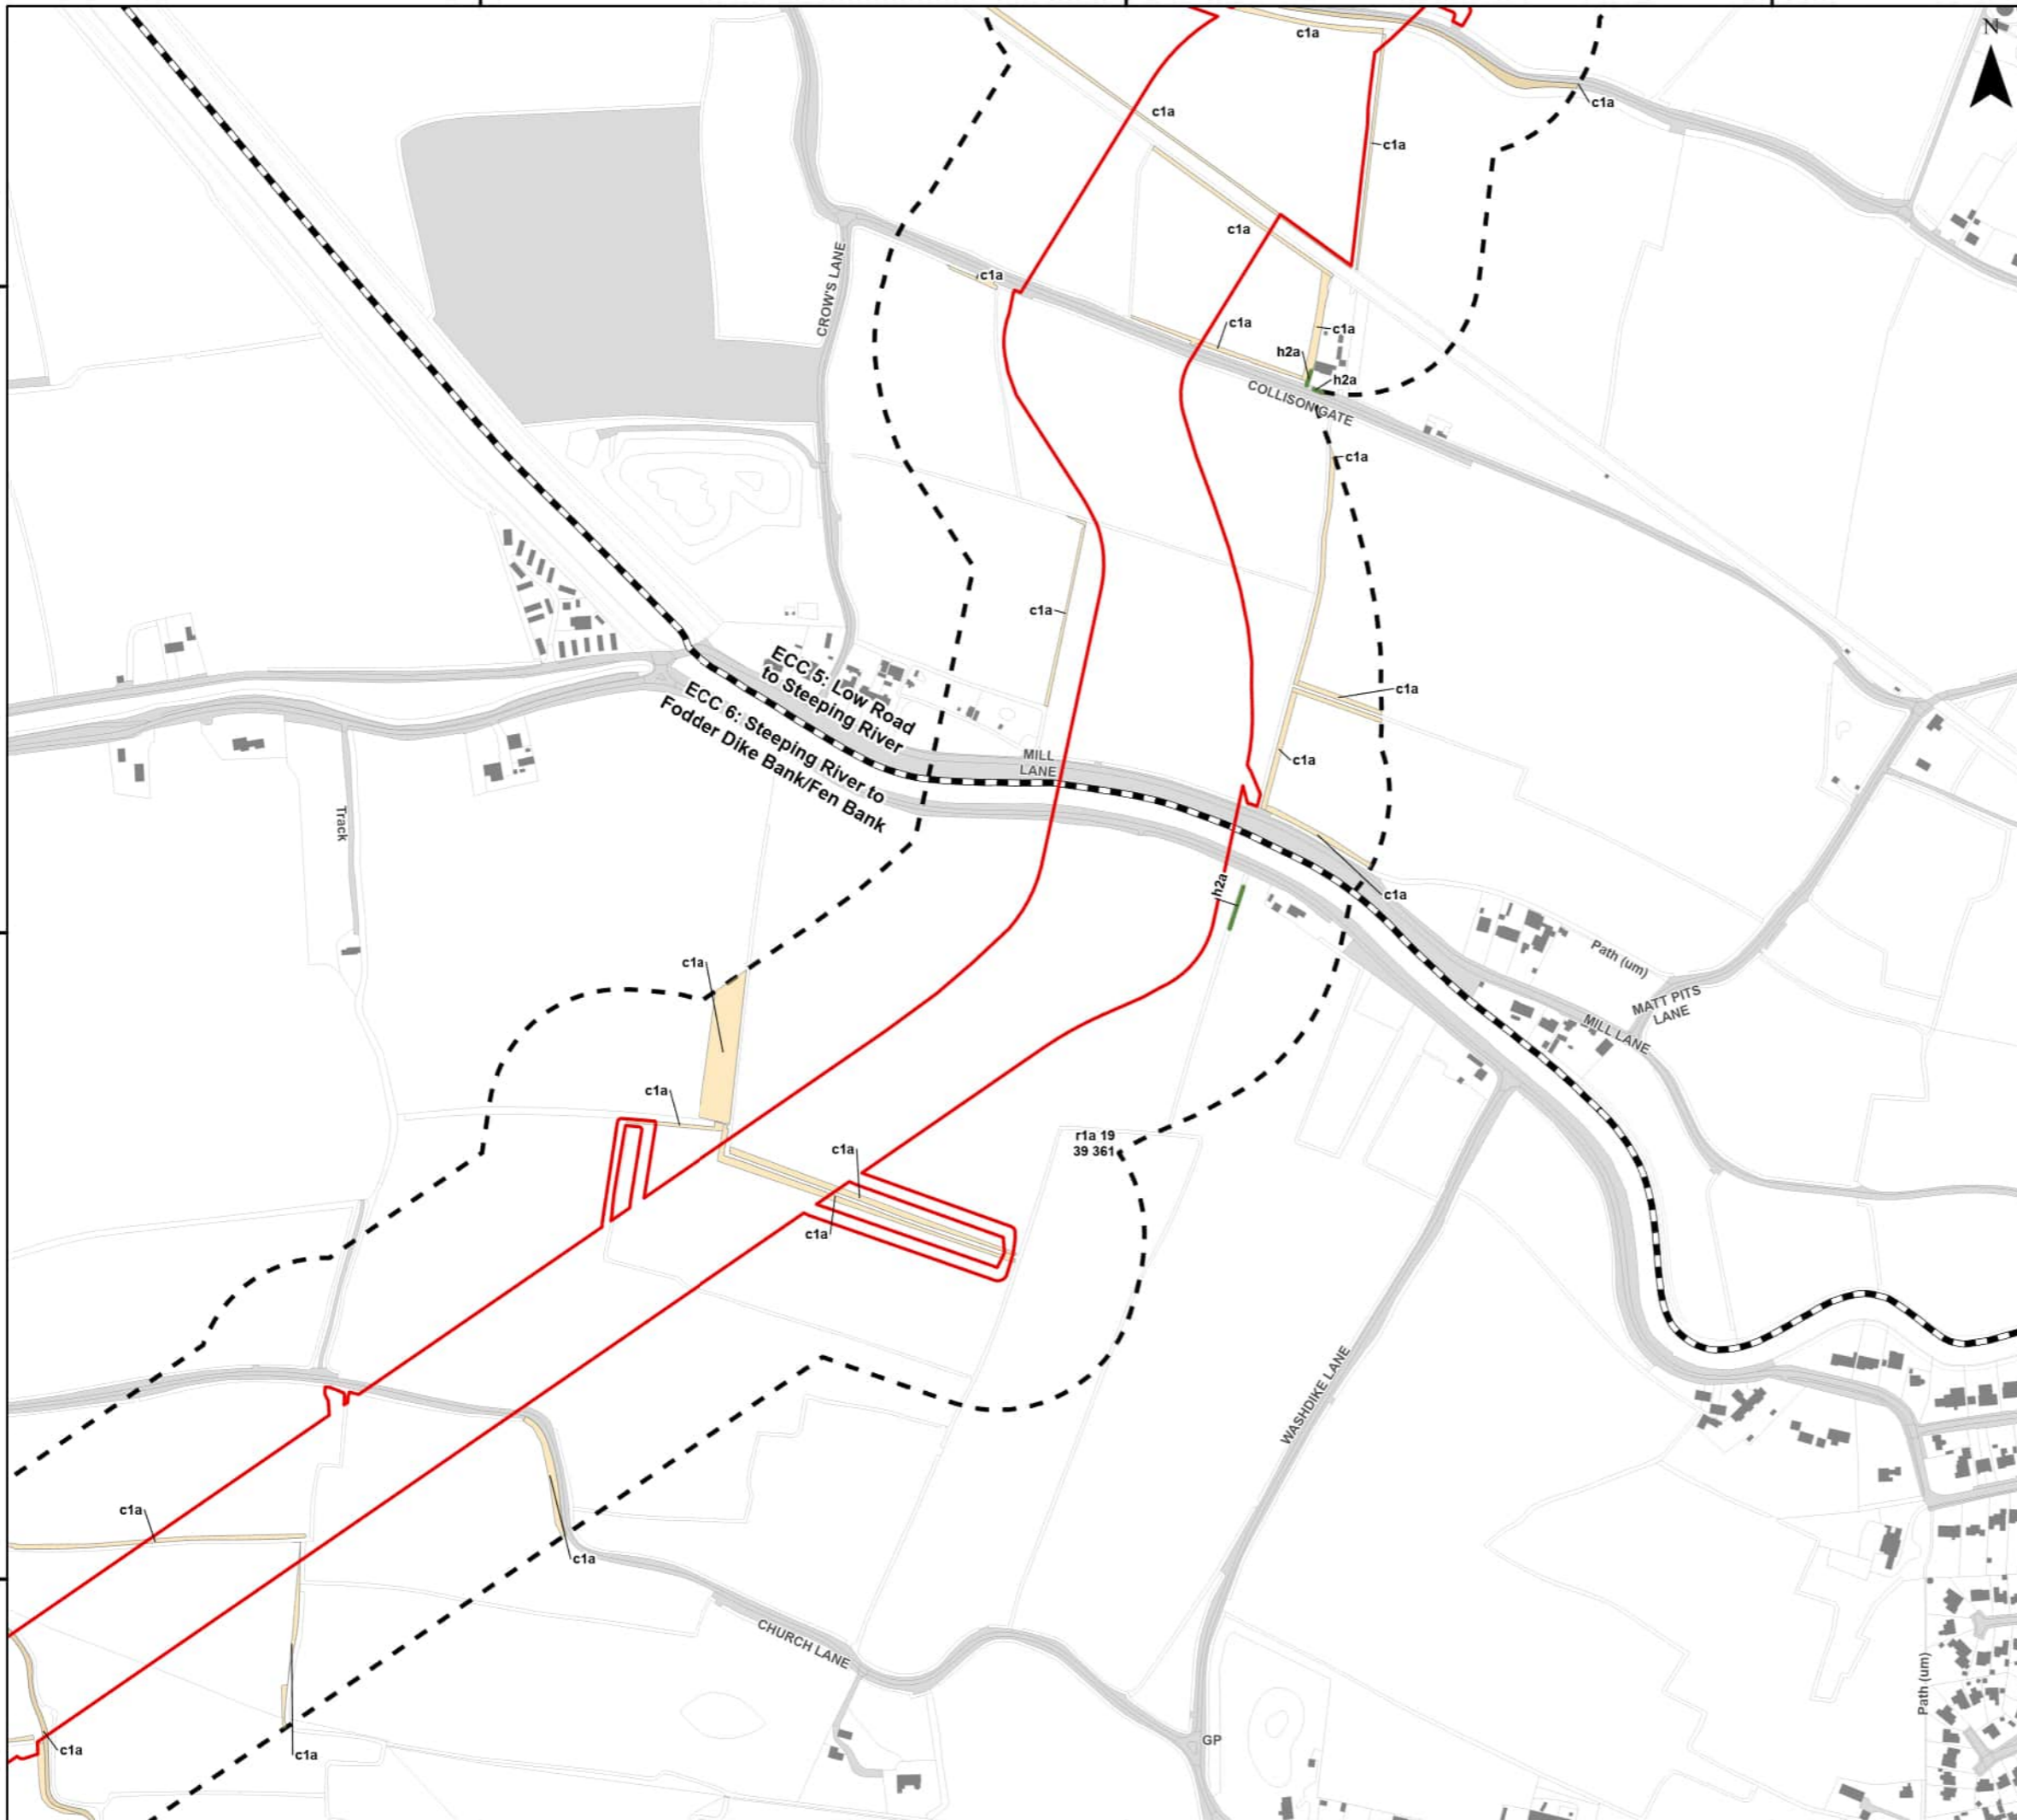 N
c1a
c1a
c1a
c1a
c1a
c1a
CROW'S LANE
c1a
c1a
c1a
h2a
h2a
COLLISON GATE
c1a
c1a
ECC 5: Low Road
to Steeping River
ECC 6: Steeping River to
Fodder Dike Bank/Fen Bank
c1a
MILL
LANE
c1a
Track
h2a
c1a
Path (um)
c1a
MATT PITS
LANE
MILL LANE
c1a
r1a 19
39 361
c1a
c1a
WASHDIKE LANE
c1a
c1a
CHURCH LANE
Path (um)
GP
c1a
c1a